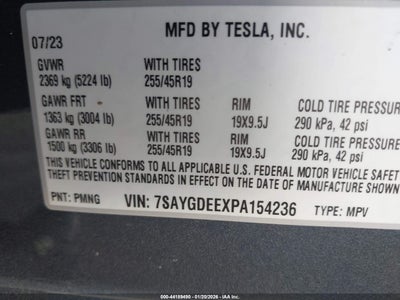 MFD BY TESLA, INC.
07/23
GVWR WITH TIRES
2369 kg (5224 lb) 255/45R19
GAWR FRT WITH TIRES RIM COLD TIRE PRESSURE
1363 kg (3004 lb) 255/45R19 19X9.5J 290 kPa, 42 psi
GAWR RR WITH TIRES RIM COLD TIRE PRESSUR
1500 kg (3306 lb) 255/45R19 19X9.5J 290 kPa, 42 psi
THIS VEHICLE CONFORMS TO ALL APPLICABLE FEDERAL MOTOR VEHICLE SAFET
THEFT PREVENTION STANDARDS IN EFFECT ON THE DATE OF MANUFACTURE SHOWN
PNT: PMNG VIN: 7SAYGDEEXPA154236 TYPE: MPV
000-44159490 - 01/20/2026 - IAAI.COM